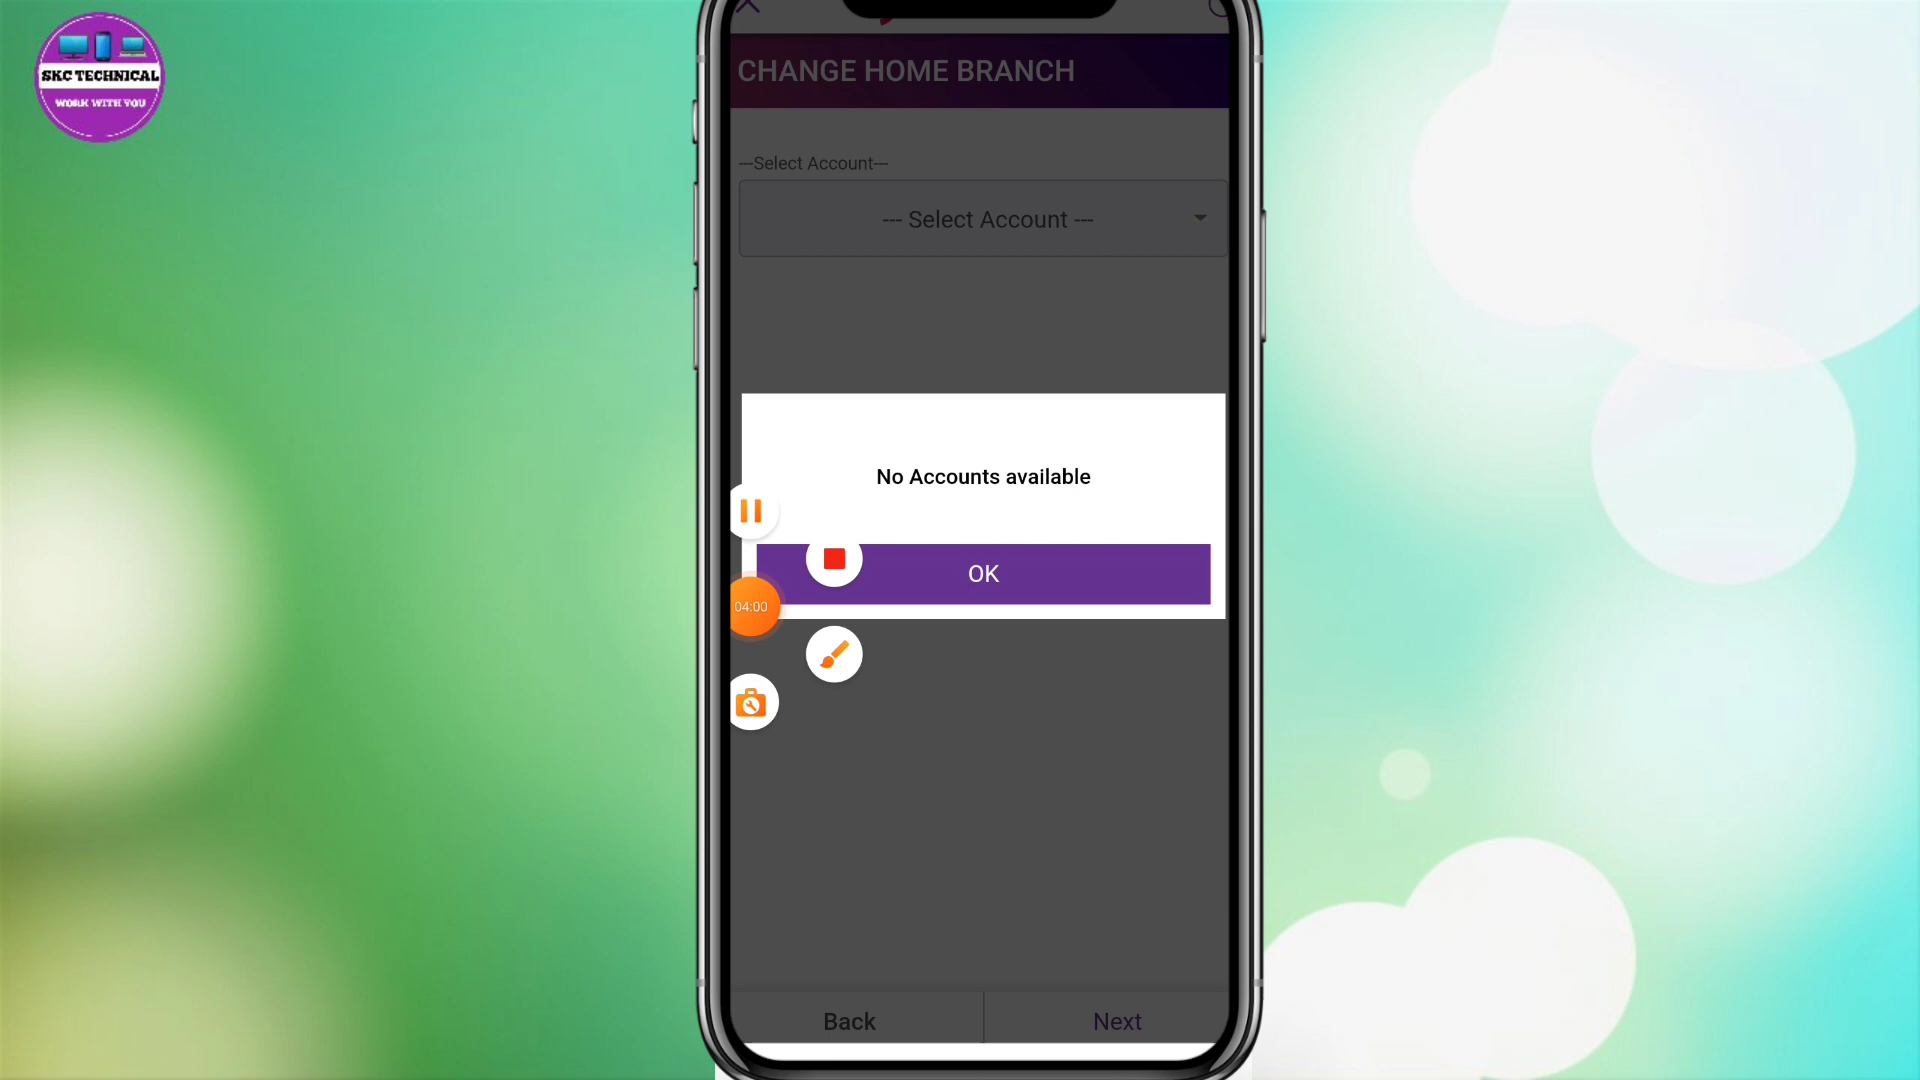 SKC TECHNICAL
WORK WITH YOU
CHANGE HOME BRANCH
---Select Account---
--- Select Account ---
No Accounts available
OK
04:00
Back
Next